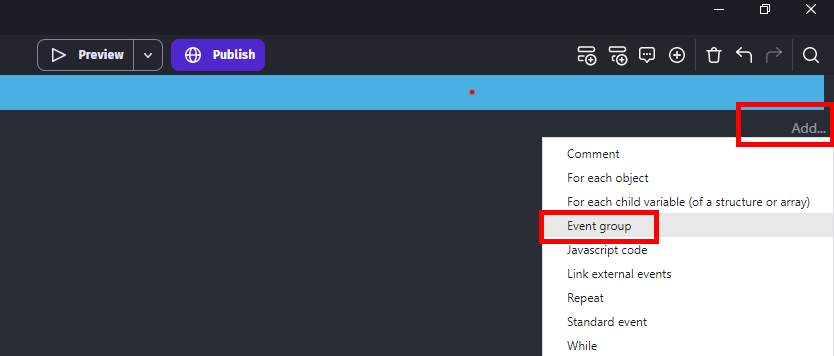 Preview
Publish
Add...
Comment
For each object
For each child variable (of a structure or array)
Event group
Javascript code
Link external events
Repeat
Standard event
While